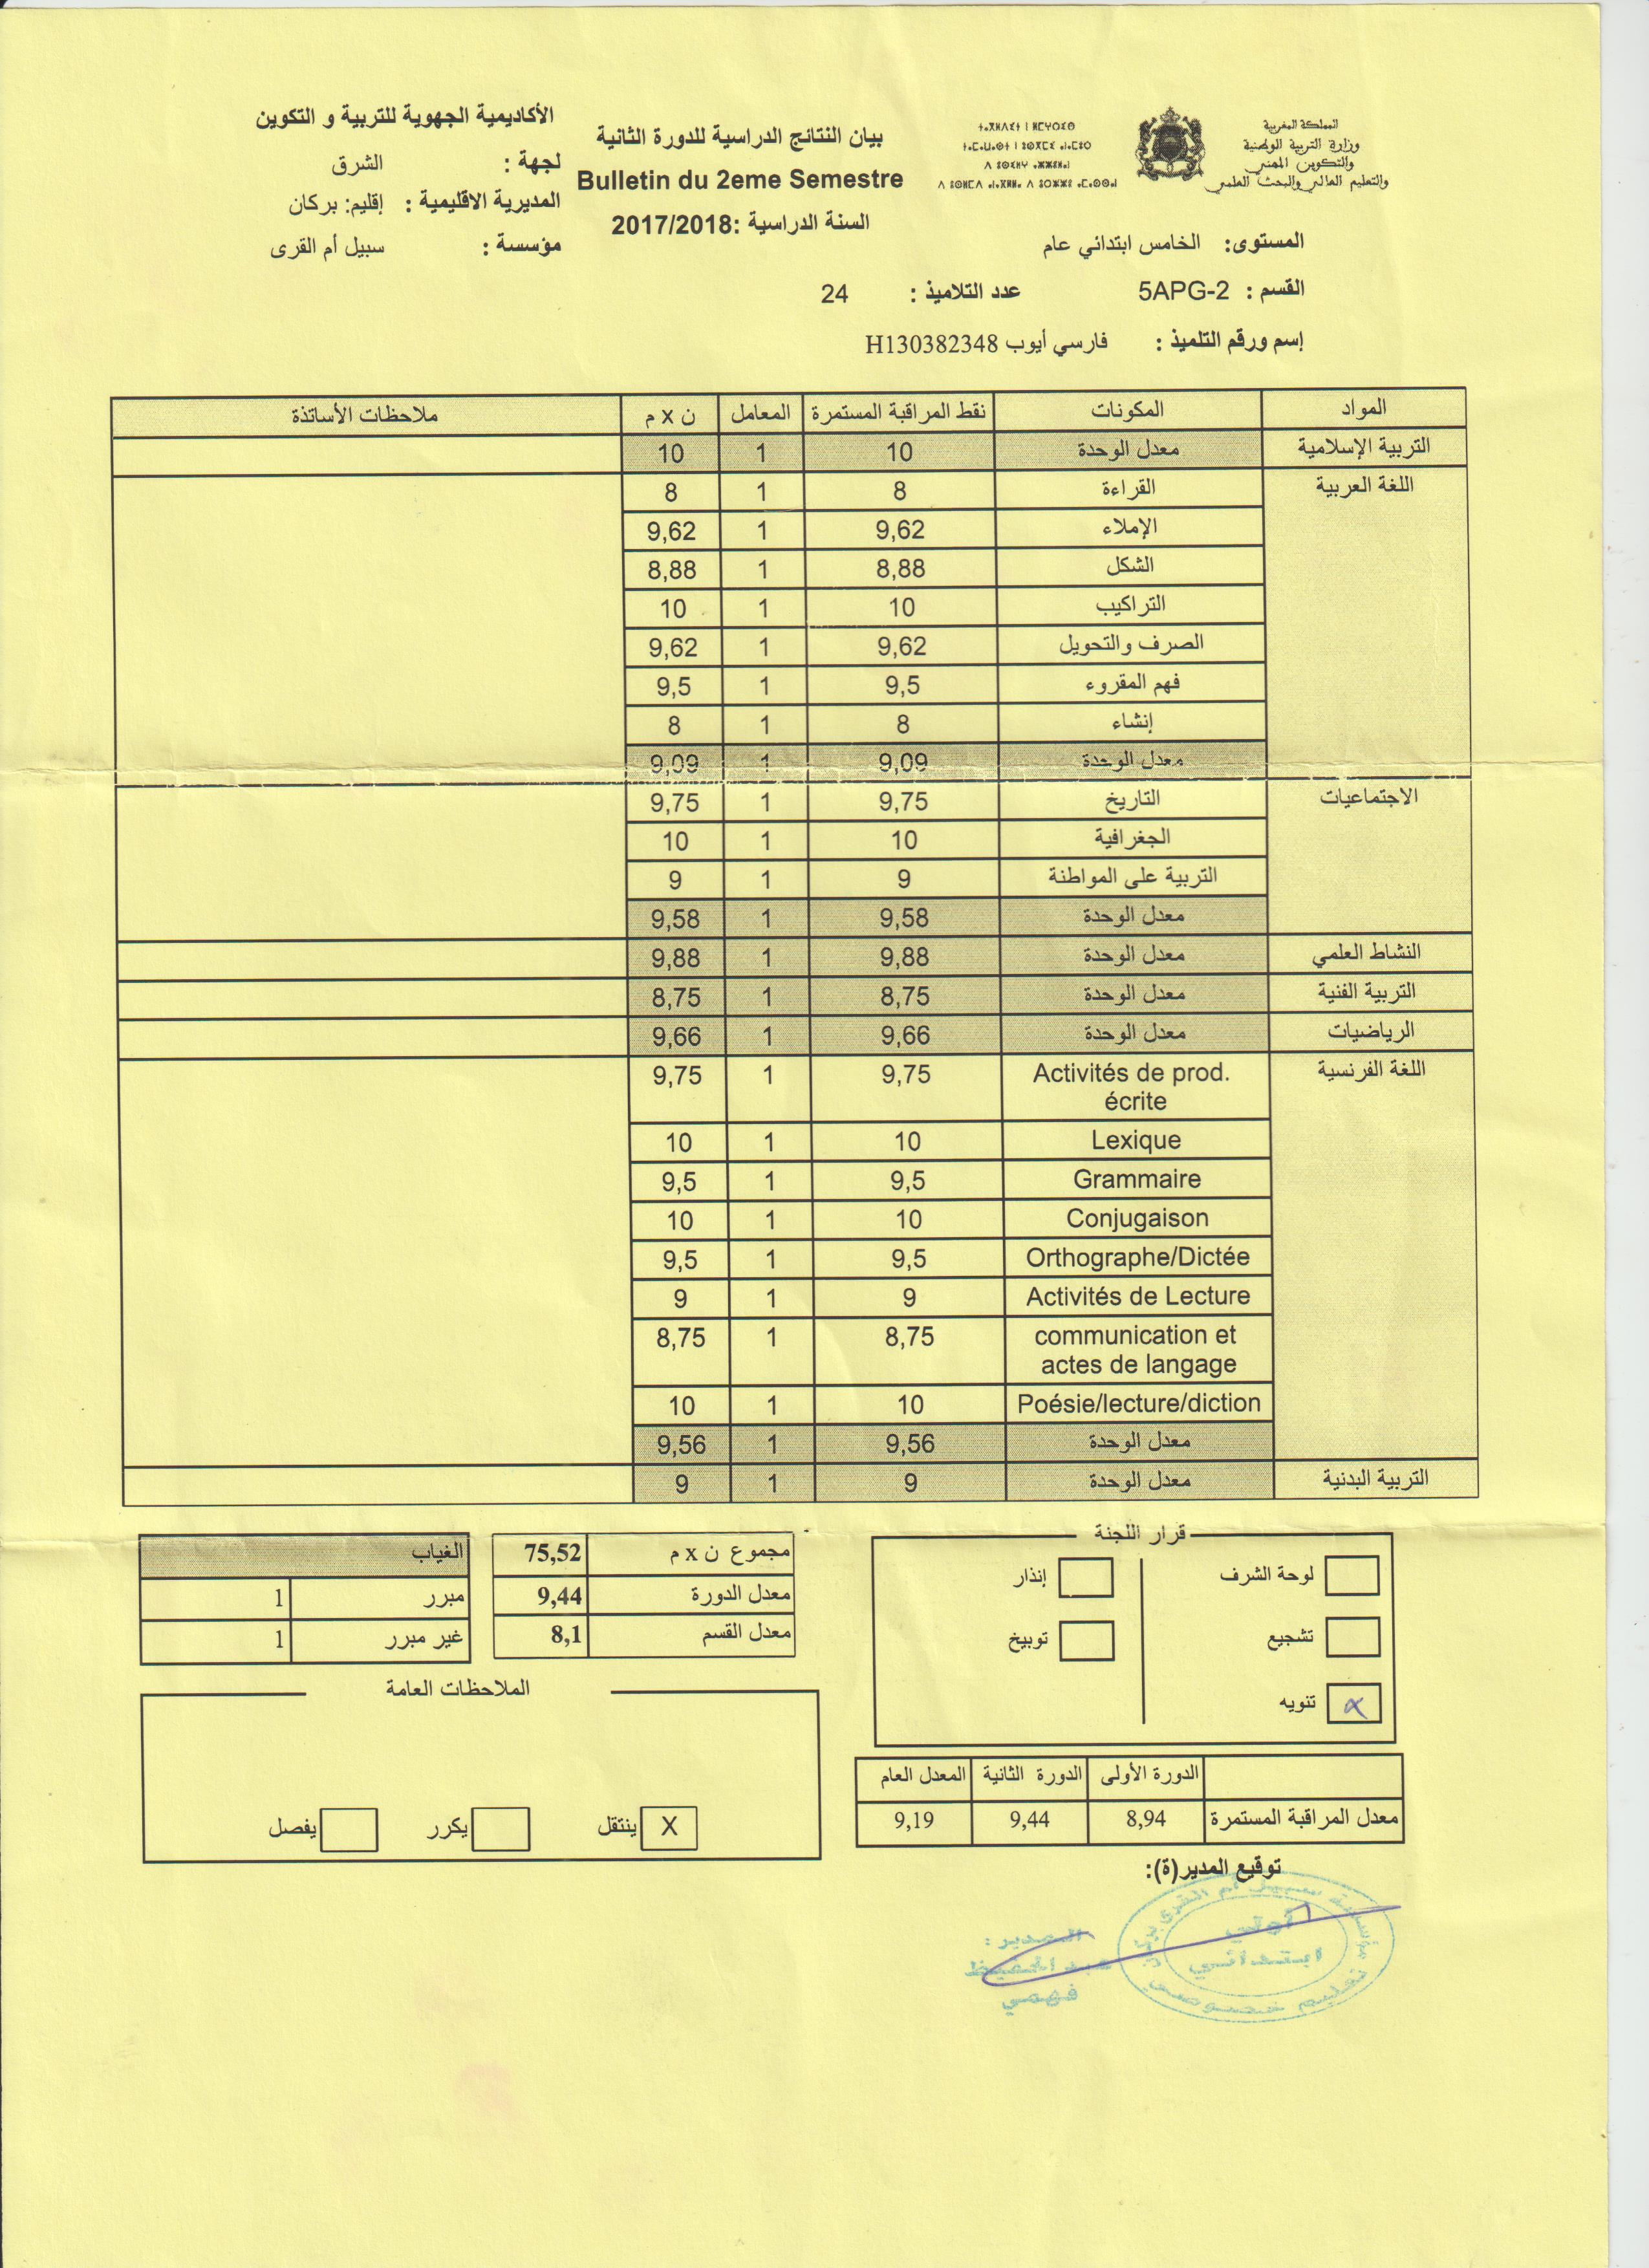 المملكة المغربية
وزارة التربية الوطنية
والتكوين المهني
والتعليم العالي والبحث العلمي
ⵜⴰⴳⵍⴷⵉⵜ ⵏ ⵍⵎⵖⵔⵉⴱ
بيان النتائج الدراسية للدورة الثانية
Bulletin du 2eme Semestre
السنة الدراسية :2017/2018
الأكاديمية الجهوية للتربية و التكوين
لجهة : الشرق
المديرية الاقليمية : إقليم: بركان
مؤسسة : سبيل أم القرى
المستوى: الخامس ابتدائي عام
القسم : 5APG-2 عدد التلاميذ : 24
إسم ورقم التلميذ : فارسي أيوب H130382348
المواد المكونات نقط المراقبة المستمرة المعامل ن x م ملاحظات الأساتذة
التربية الإسلامية معدل الوحدة 10 1 10
اللغة العربية القراءة 8 1 8
الإملاء 9,62 1 9,62
الشكل 8,88 1 8,88
التراكيب 10 1 10
الصرف والتحويل 9,62 1 9,62
فهم المقروء 9,5 1 9,5
إنشاء 8 1 8
معدل الوحدة 9,09 1 9,09
الاجتماعيات التاريخ 9,75 1 9,75
الجغرافية 10 1 10
التربية على المواطنة 9 1 9
معدل الوحدة 9,58 1 9,58
النشاط العلمي معدل الوحدة 9,88 1 9,88
التربية الفنية معدل الوحدة 8,75 1 8,75
الرياضيات معدل الوحدة 9,66 1 9,66
اللغة الفرنسية Activités de prod. écrite 9,75 1 9,75
Lexique 10 1 10
Grammaire 9,5 1 9,5
Conjugaison 10 1 10
Orthographe/Dictée 9,5 1 9,5
Activités de Lecture 9 1 9
communication et actes de langage 8,75 1 8,75
Poésie/lecture/diction 10 1 10
معدل الوحدة 9,56 1 9,56
التربية البدنية معدل الوحدة 9 1 9
قرار اللجنة
لوحة الشرف إنذار
تشجيع توبيخ
تنويه x
مجموع ن x م 75,52
معدل الدورة 9,44
معدل القسم 8,1
الغياب
مبرر 1
غير مبرر 1
الملاحظات العامة
X ينتقل يكرر يفصل
الدورة الأولى الدورة الثانية المعدل العام
معدل المراقبة المستمرة 8,94 9,44 9,19
توقيع المدير(ة):
المدير :
عبد الحفيظ
فهمي
مؤسسة سبيل أم القرى
أولي
ابتدائي
تعليم خصوصي